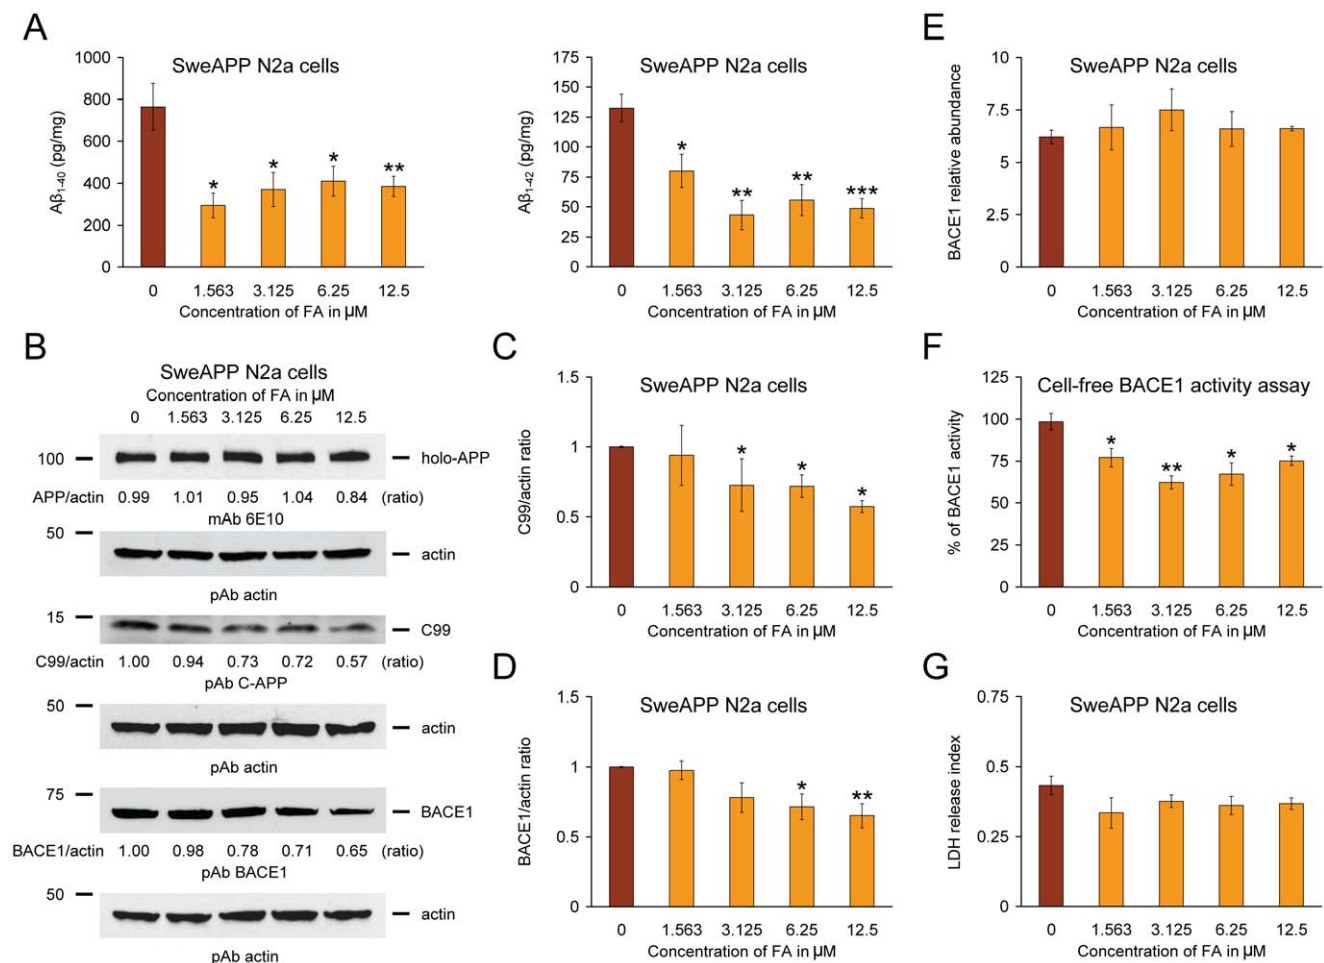 A
SweAPP N2a cells
Aβ1-40 (pg/mg)
1000
800
600
400
200
0
*
*
*
**
0 1.563 3.125 6.25 12.5
Concentration of FA in µM
SweAPP N2a cells
Aβ1-42 (pg/mg)
175
150
125
100
75
50
25
0
*
**
**
***
0 1.563 3.125 6.25 12.5
Concentration of FA in µM
E
SweAPP N2a cells
BACE1 relative abundance
10
7.5
5
2.5
0
0 1.563 3.125 6.25 12.5
Concentration of FA in µM
B
SweAPP N2a cells
Concentration of FA in µM
0 1.563 3.125 6.25 12.5
100 holo-APP
APP/actin 0.99 1.01 0.95 1.04 0.84 (ratio)
mAb 6E10
50
actin
pAb actin
15
C99
C99/actin 1.00 0.94 0.73 0.72 0.57 (ratio)
pAb C-APP
50
actin
pAb actin
75
BACE1
BACE1/actin 1.00 0.98 0.78 0.71 0.65 (ratio)
pAb BACE1
50
actin
pAb actin
C
SweAPP N2a cells
C99/actin ratio
1.5
1
0.5
0
*
*
*
0 1.563 3.125 6.25 12.5
Concentration of FA in µM
F
Cell-free BACE1 activity assay
% of BACE1 activity
125
100
75
50
25
0
*
**
*
*
0 1.563 3.125 6.25 12.5
Concentration of FA in µM
D
SweAPP N2a cells
BACE1/actin ratio
1.5
1
0.5
0
*
**
0 1.563 3.125 6.25 12.5
Concentration of FA in µM
G
SweAPP N2a cells
LDH release index
0.75
0.5
0.25
0
0 1.563 3.125 6.25 12.5
Concentration of FA in µM